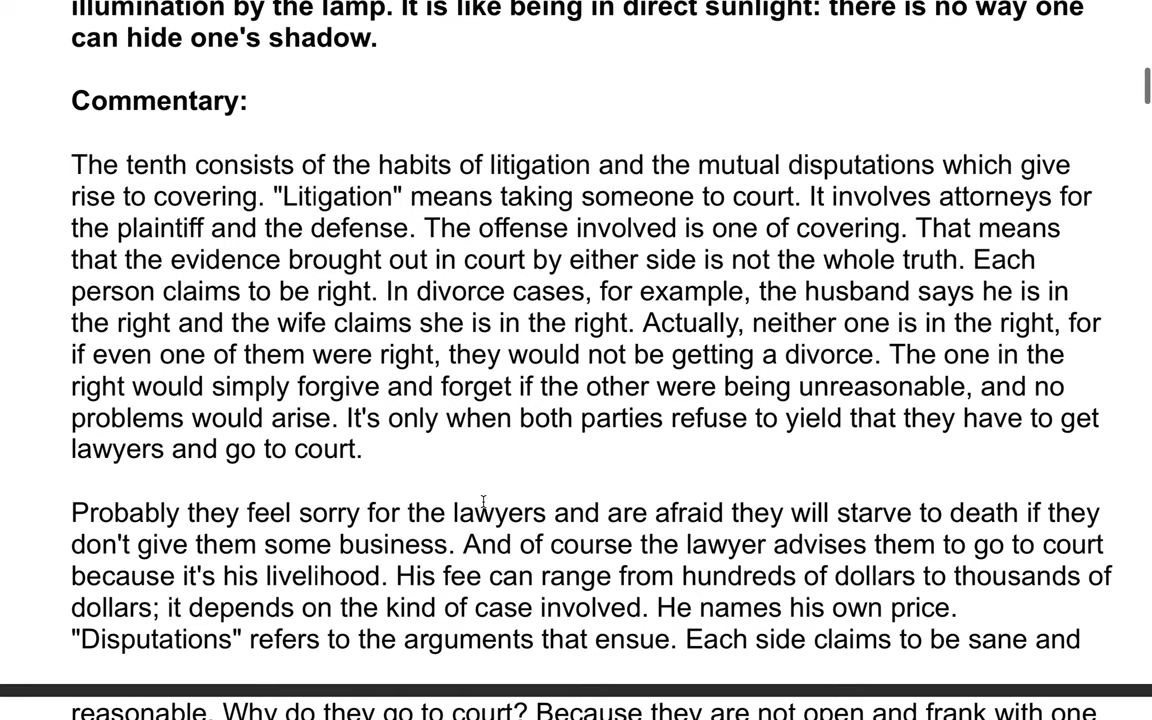 illumination by the lamp. It is like being in direct sunlight: there is no way one
can hide one's shadow.
Commentary:
The tenth consists of the habits of litigation and the mutual disputations which give
rise to covering. "Litigation" means taking someone to court. It involves attorneys for
the plaintiff and the defense. The offense involved is one of covering. That means
that the evidence brought out in court by either side is not the whole truth. Each
person claims to be right. In divorce cases, for example, the husband says he is in
the right and the wife claims she is in the right. Actually, neither one is in the right, for
if even one of them were right, they would not be getting a divorce. The one in the
right would simply forgive and forget if the other were being unreasonable, and no
problems would arise. It's only when both parties refuse to yield that they have to get
lawyers and go to court.
Probably they feel sorry for the lawyers and are afraid they will starve to death if they
don't give them some business. And of course the lawyer advises them to go to court
because it's his livelihood. His fee can range from hundreds of dollars to thousands of
dollars; it depends on the kind of case involved. He names his own price.
"Disputations" refers to the arguments that ensue. Each side claims to be sane and
reasonable. Why do they go to court? Because they are not open and frank with one